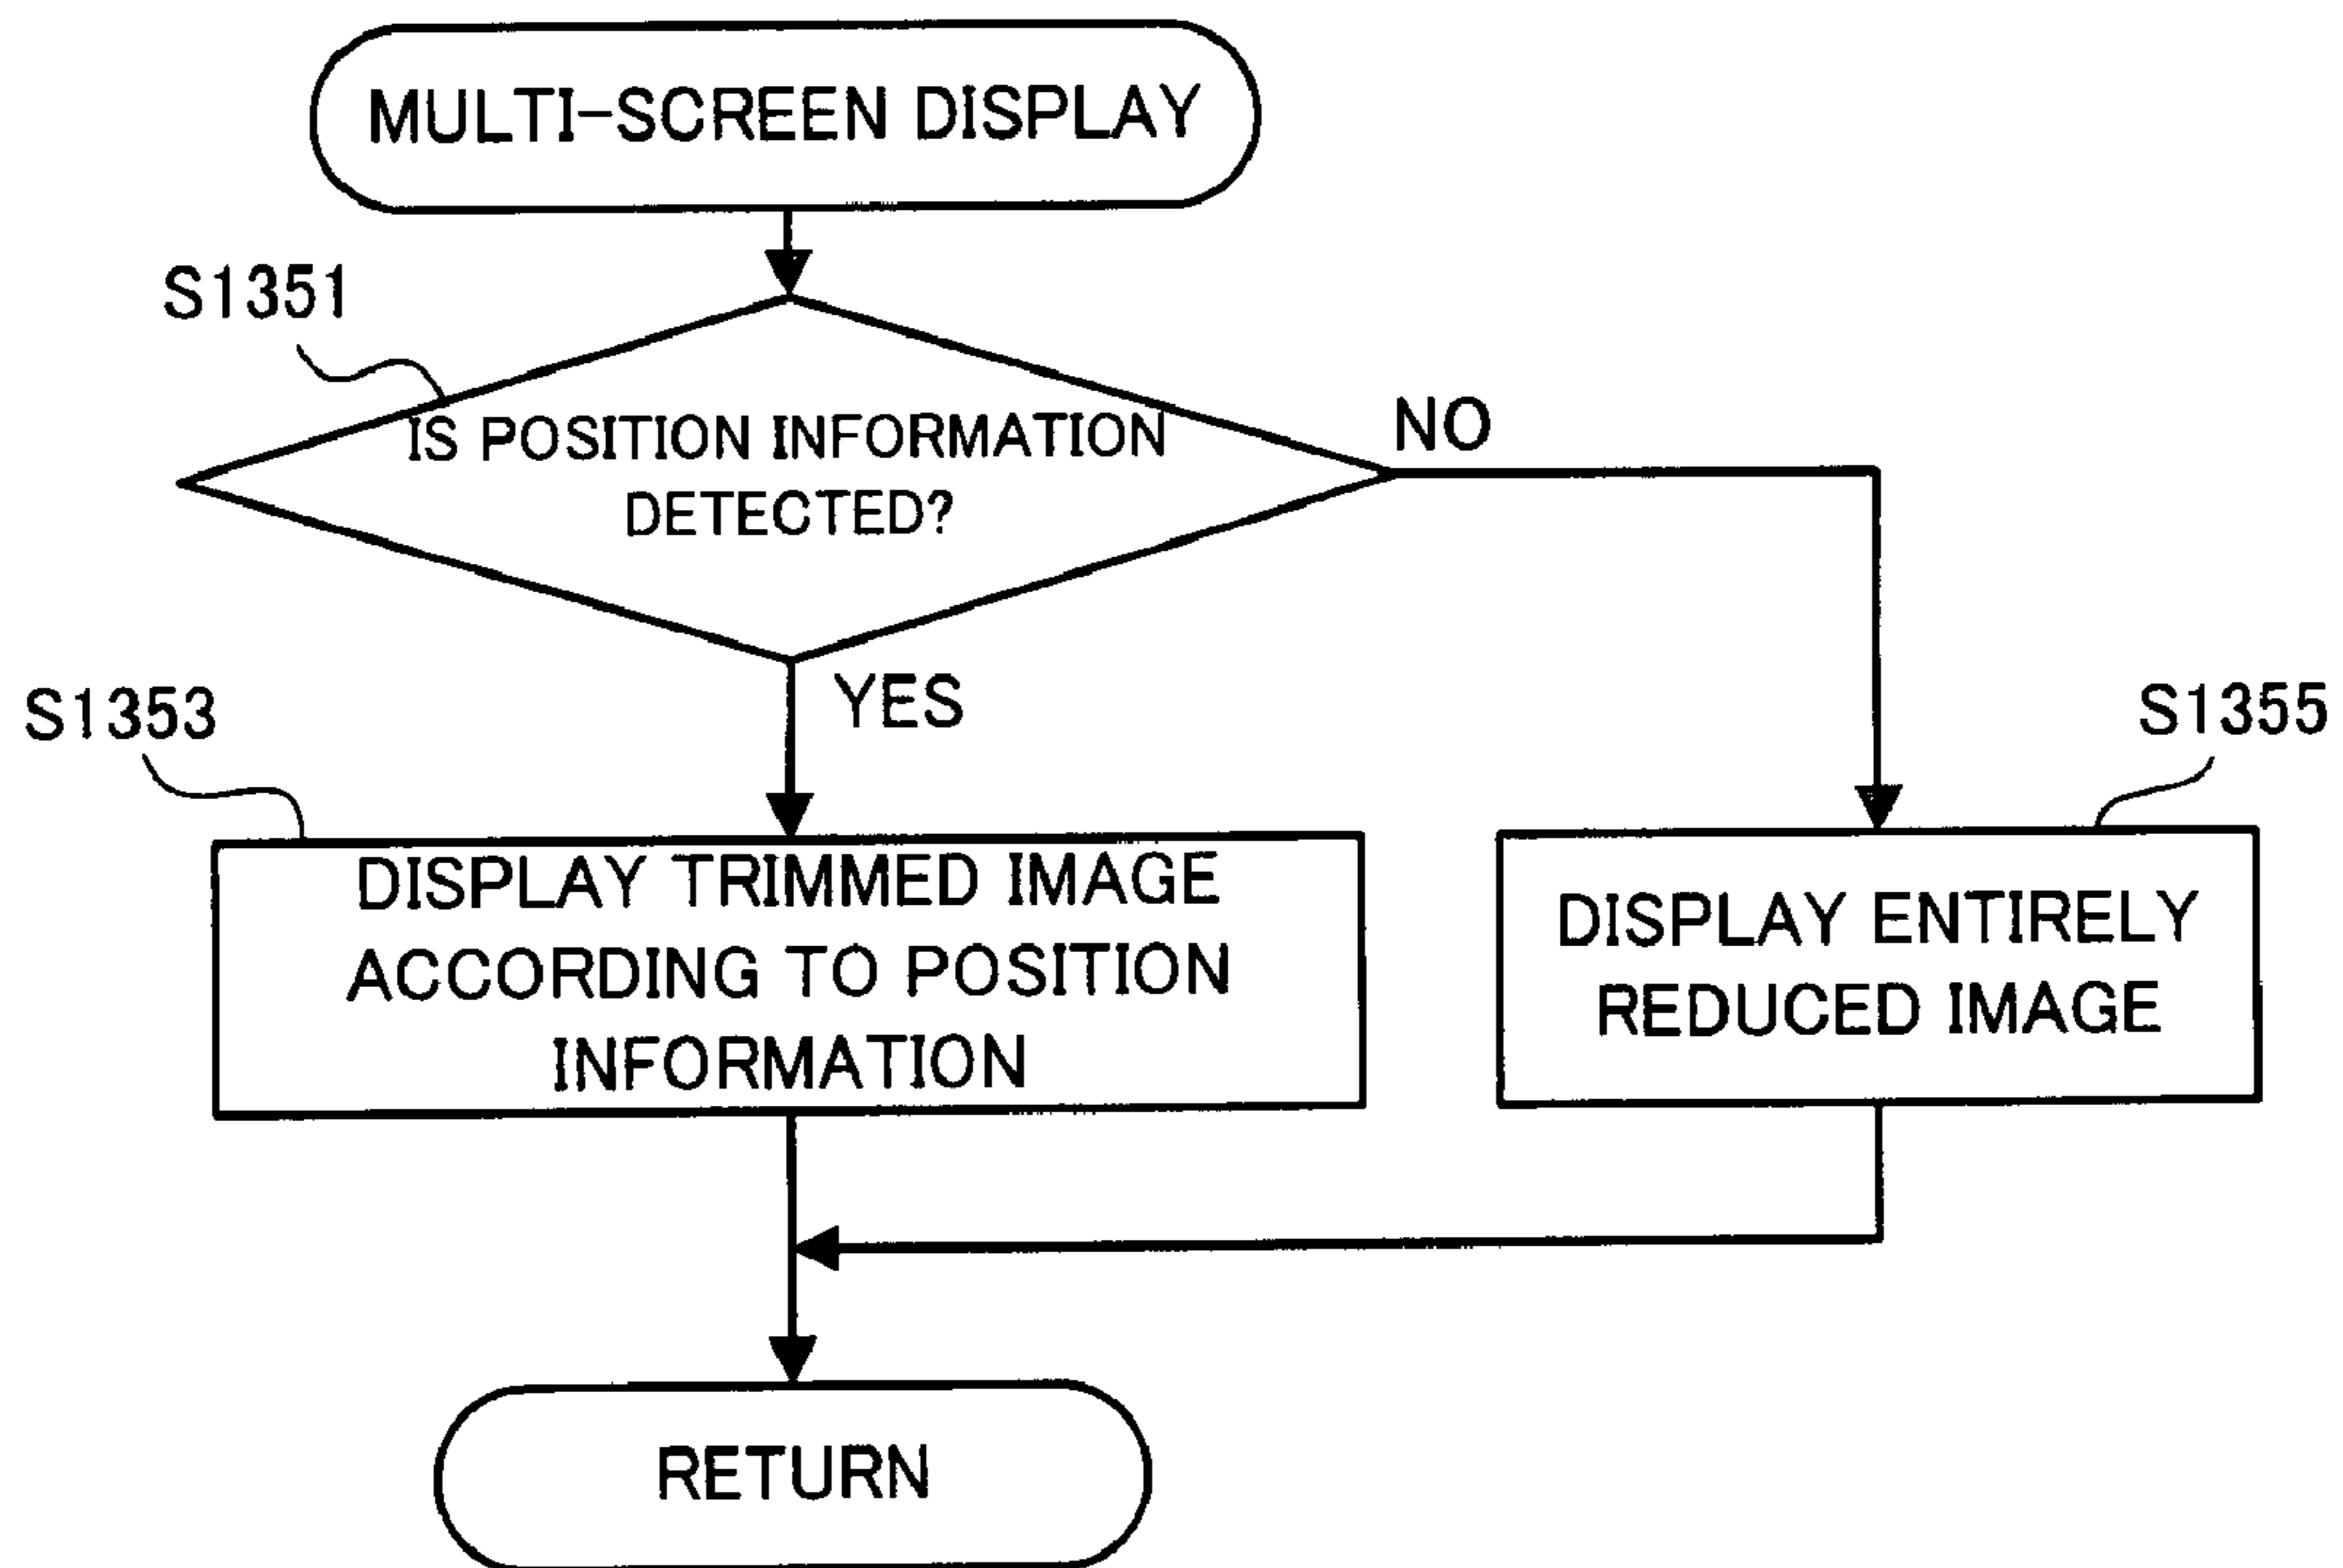 MULTI-SCREEN DISPLAY
S1351
IS POSITION INFORMATION
DETECTED?
NO
YES
S1353
DISPLAY TRIMMED IMAGE
ACCORDING TO POSITION
INFORMATION
S1355
DISPLAY ENTIRELY
REDUCED IMAGE
RETURN